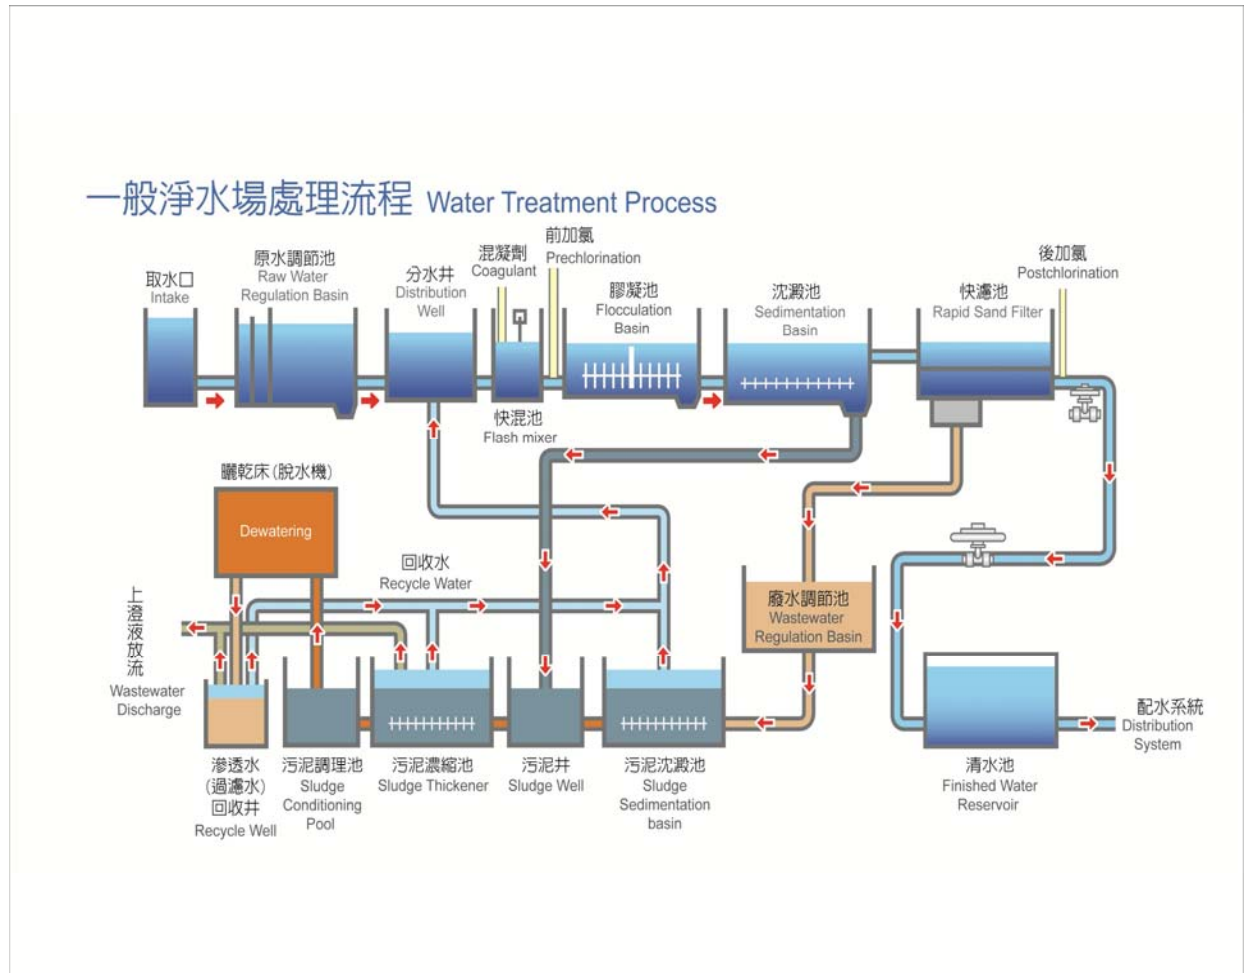 一般淨水場處理流程 Water Treatment Process
取水口
Intake
原水調節池
Raw Water
Regulation Basin
分水井
Distribution
Well
混凝劑
Coagulant
前加氯
Prechlorination
膠凝池
Flocculation
Basin
沈澱池
Sedimentation
Basin
快濾池
Rapid Sand Filter
後加氯
Postchlorination
快混池
Flash mixer
曬乾床(脫水機)
Dewatering
回收水
Recycle Water
上澄液放流
Wastewater
Discharge
廢水調節池
Wastewater
Regulation Basin
滲透水
(過濾水)
回收井
Recycle Well
污泥調理池
Sludge
Conditioning
Pool
污泥濃縮池
Sludge Thickener
污泥井
Sludge Well
污泥沈澱池
Sludge
Sedimentation
basin
清水池
Finished Water
Reservoir
配水系統
Distribution
System